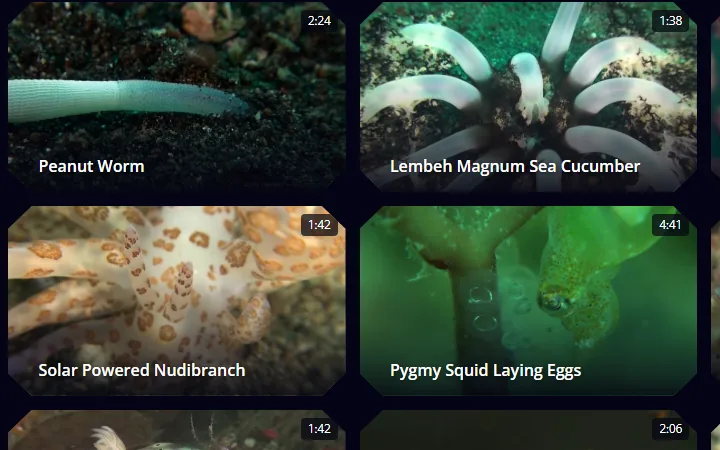 2:24
1:38
Peanut Worm
Lembeh Magnum Sea Cucumber
1:42
4:41
Solar Powered Nudibranch
Pygmy Squid Laying Eggs
1:42
2:06